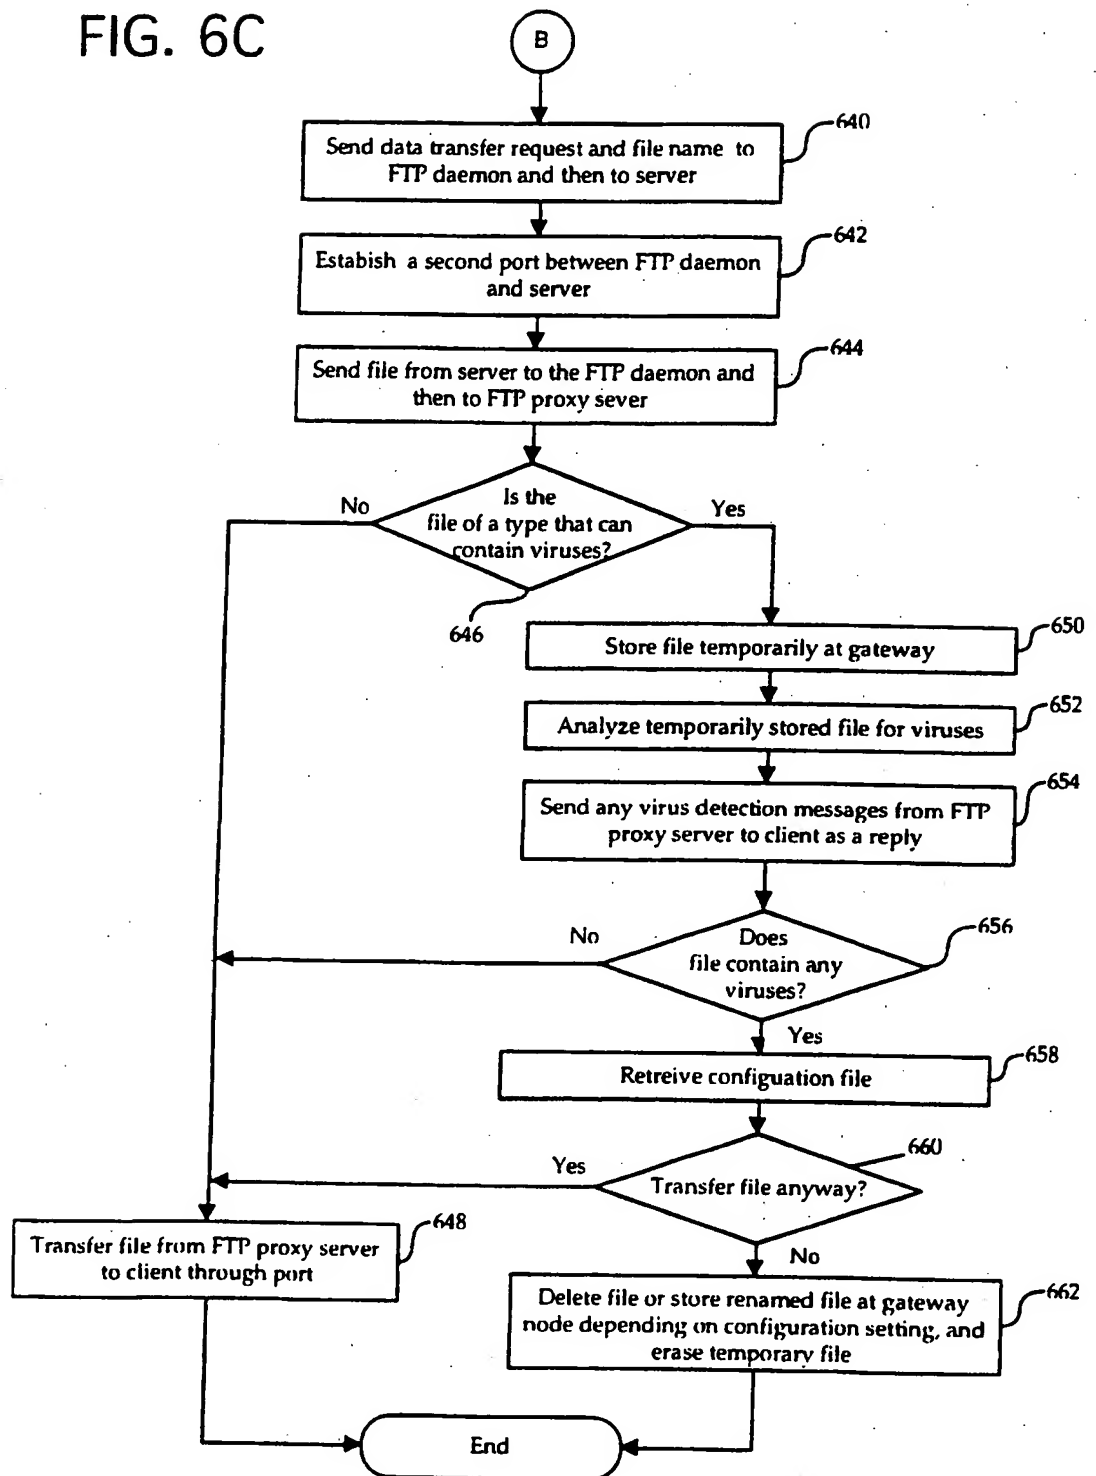 FIG. 6C
B
640
Send data transfer request and file name to
FTP daemon and then to server
642
Estabish a second port between FTP daemon
and server
644
Send file from server to the FTP daemon and
then to FTP proxy sever
No
Is the
file of a type that can
contain viruses?
Yes
646
650
Store file temporarily at gateway
652
Analyze temporarily stored file for viruses
654
Send any virus detection messages from FTP
proxy server to client as a reply
656
No
Does
file contain any
viruses?
Yes
658
Retreive configuation file
660
Yes
Transfer file anyway?
648
Transfer file from FTP proxy server
to client through port
No
662
Delete file or store renamed file at gateway
node depending on configuration setting, and
erase temporary file
End